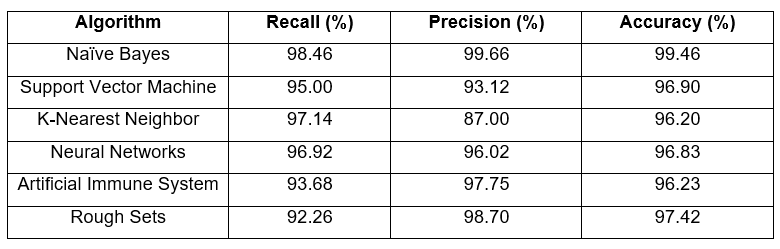 Algorithm Recall (%) Precision (%) Accuracy (%)
Naïve Bayes 98.46 99.66 99.46
Support Vector Machine 95.00 93.12 96.90
K-Nearest Neighbor 97.14 87.00 96.20
Neural Networks 96.92 96.02 96.83
Artificial Immune System 93.68 97.75 96.23
Rough Sets 92.26 98.70 97.42